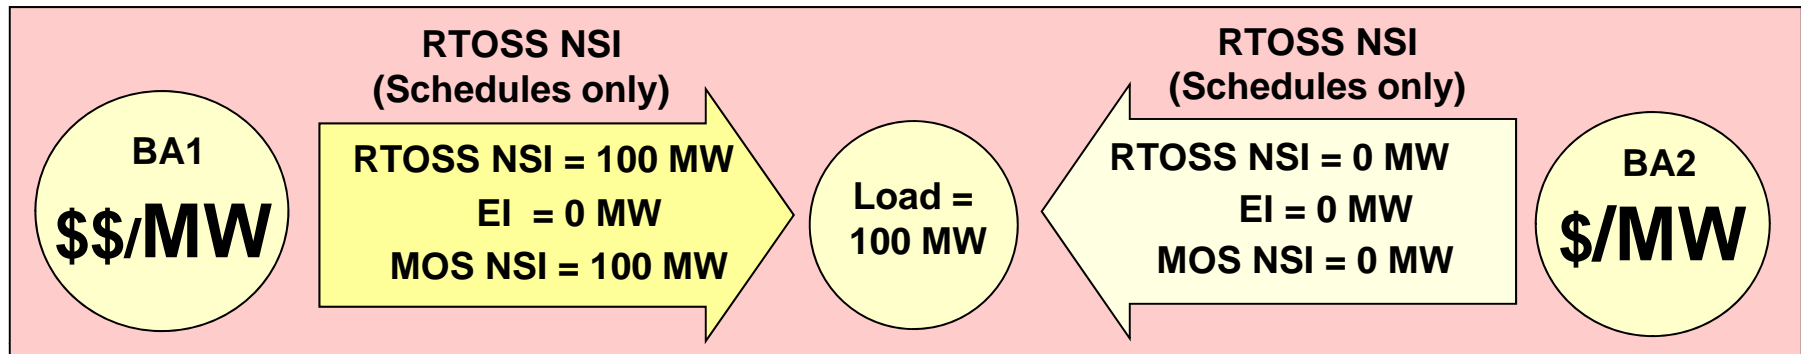 BA1
$$/MW
RTOSS NSI
(Schedules only)
RTOSS NSI = 100 MW
EI = 0 MW
MOS NSI = 100 MW
Load =
100 MW
RTOSS NSI
(Schedules only)
RTOSS NSI = 0 MW
EI = 0 MW
MOS NSI = 0 MW
BA2
$/MW